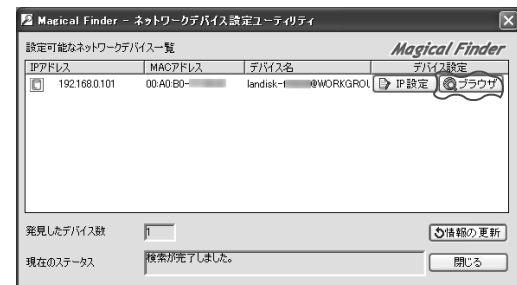 Magical Finder - ネットワークデバイス設定ユーティリティ
設定可能なネットワークデバイス一覧
Magical Finder
IPアドレス MACアドレス デバイス名 デバイス設定
192.168.0.101 00:A0:B0- landisk- @WORKGROU IP設定 ブラウザ
発見したデバイス数 1 情報の更新
現在のステータス 検索が完了しました。 閉じる